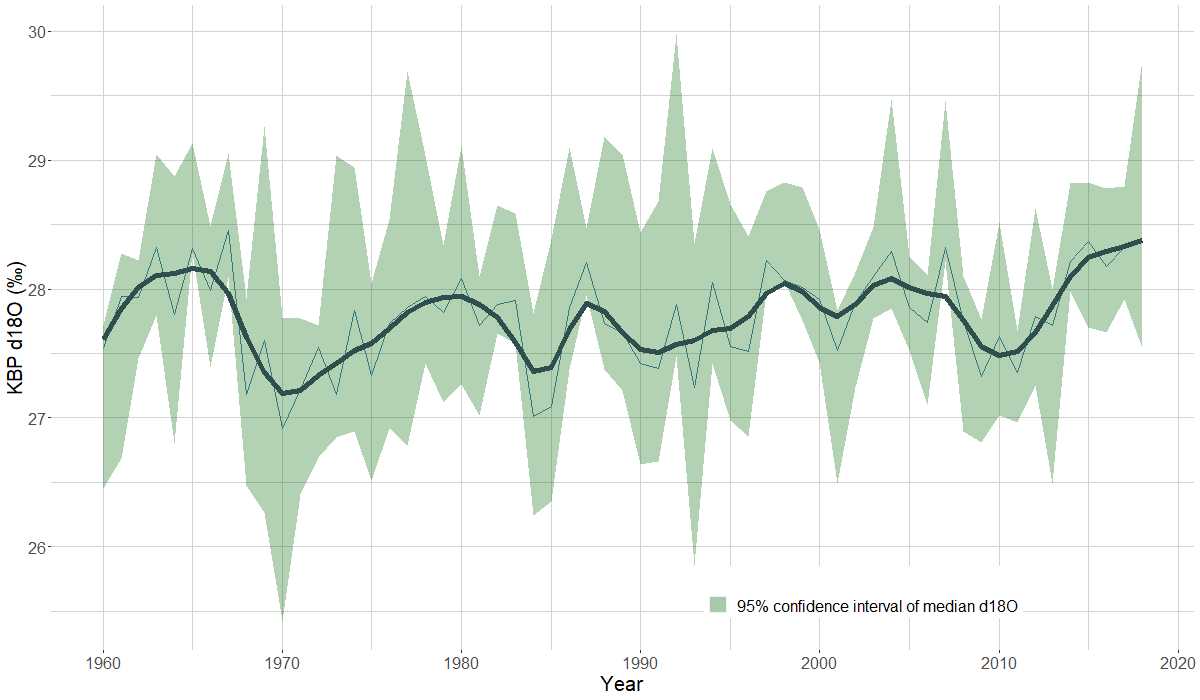 30
29
28
27
26
KBP d18O (‰)
95% confidence interval of median d18O
1960 1970 1980 1990 2000 2010 2020
Year